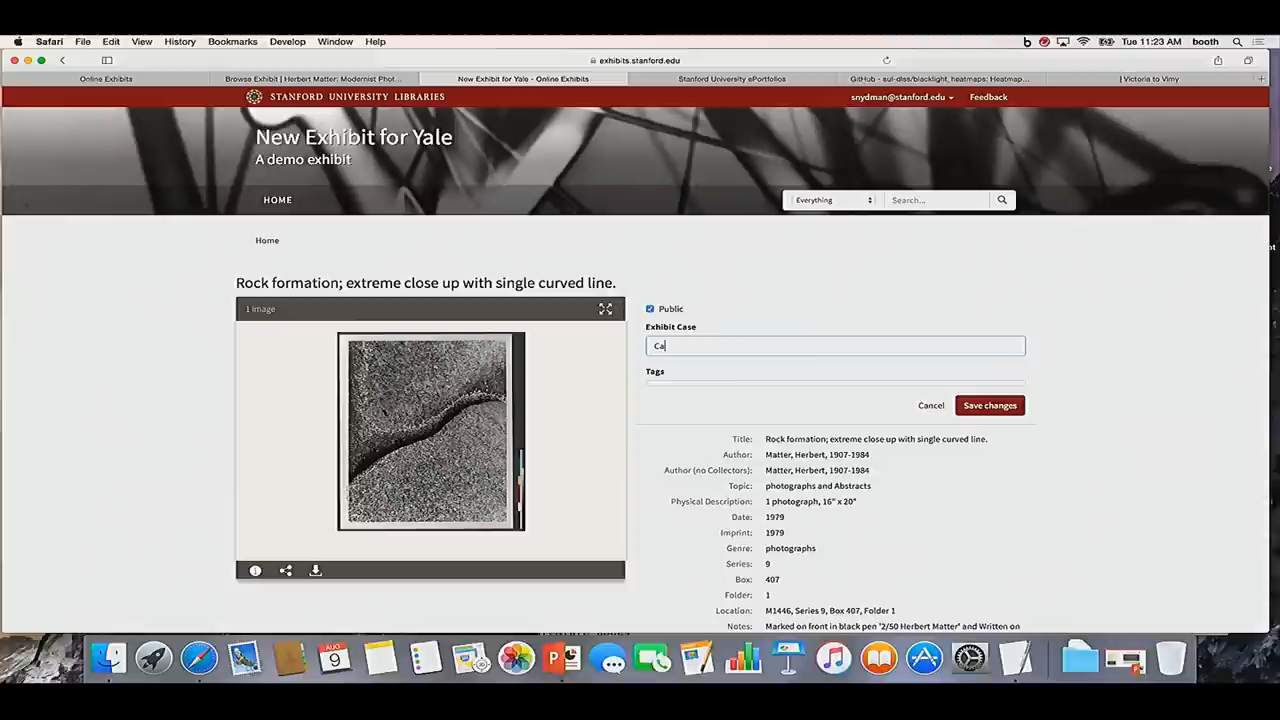 Safari File Edit View History Bookmarks Develop Window Help Tue 11:23 AM booth
exhibits.stanford.edu
Online Exhibits Browse Exhibit | Herbert Matter: Modernist Phot... New Exhibit for Yale - Online Exhibits Stanford University ePortfolios GitHub - sul-dlss/blacklight_heatmaps: Heatmap... | Victoria to Vimy
STANFORD UNIVERSITY LIBRARIES snydman@stanford.edu Feedback
New Exhibit for Yale
A demo exhibit
HOME Everything Search...
Home
Rock formation; extreme close up with single curved line.
1 image
Public
Exhibit Case
Ca
Tags
Cancel Save changes
Title: Rock formation; extreme close up with single curved line.
Author: Matter, Herbert, 1907-1984
Author (no Collectors): Matter, Herbert, 1907-1984
Topic: photographs and Abstracts
Physical Description: 1 photograph, 16" x 20"
Date: 1979
Imprint: 1979
Genre: photographs
Series: 9
Box: 407
Folder: 1
Location: M1446, Series 9, Box 407, Folder 1
Notes: Marked on front in black pen '2/50 Herbert Matter' and Written on
AUG
9